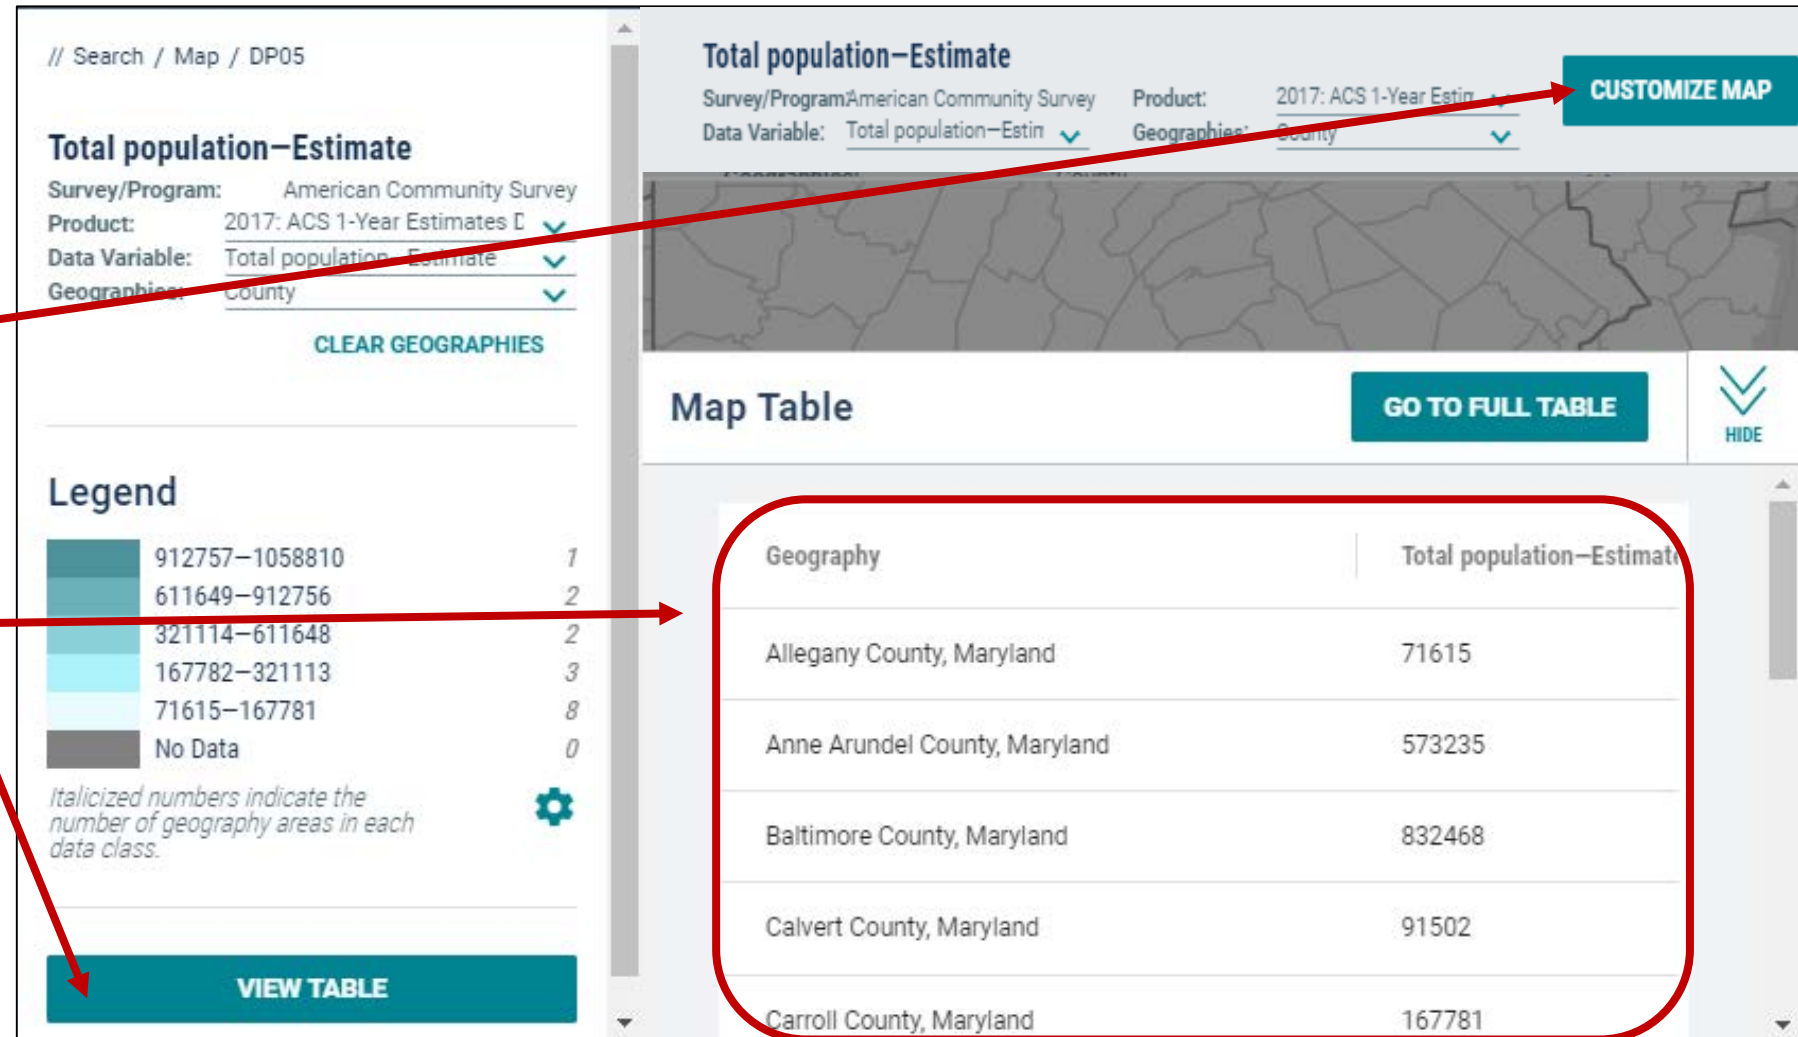 // Search / Map / DP05
Total population—Estimate
Survey/Program: American Community Survey
Product: 2017: ACS 1-Year Estimates D
Data Variable: Total population—Estimate
Geographies: County
CLEAR GEOGRAPHIES
Legend
912757—1058810 1
611649—912756 2
321114—611648 2
167782—321113 3
71615—167781 8
No Data 0
Italicized numbers indicate the
number of geography areas in each
data class.
VIEW TABLE
Total population—Estimate
Survey/Program: American Community Survey Product: 2017: ACS 1-Year Estim
Data Variable: Total population—Estim Geographies: County
CUSTOMIZE MAP
Map Table
GO TO FULL TABLE
HIDE
Geography Total population—Estimate
Allegany County, Maryland 71615
Anne Arundel County, Maryland 573235
Baltimore County, Maryland 832468
Calvert County, Maryland 91502
Carroll County, Maryland 167781